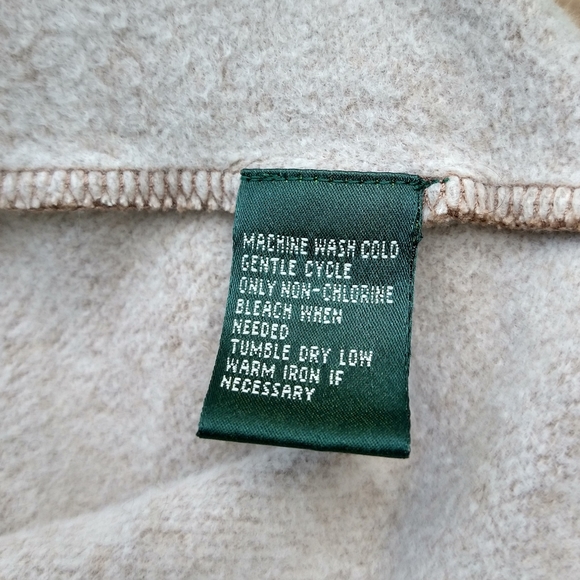 MACHINE WASH COLD
GENTLE CYCLE
ONLY NON-CHLORINE
BLEACH WHEN
NEEDED
TUMBLE DRY LOW
WARM IRON IF
NECESSARY